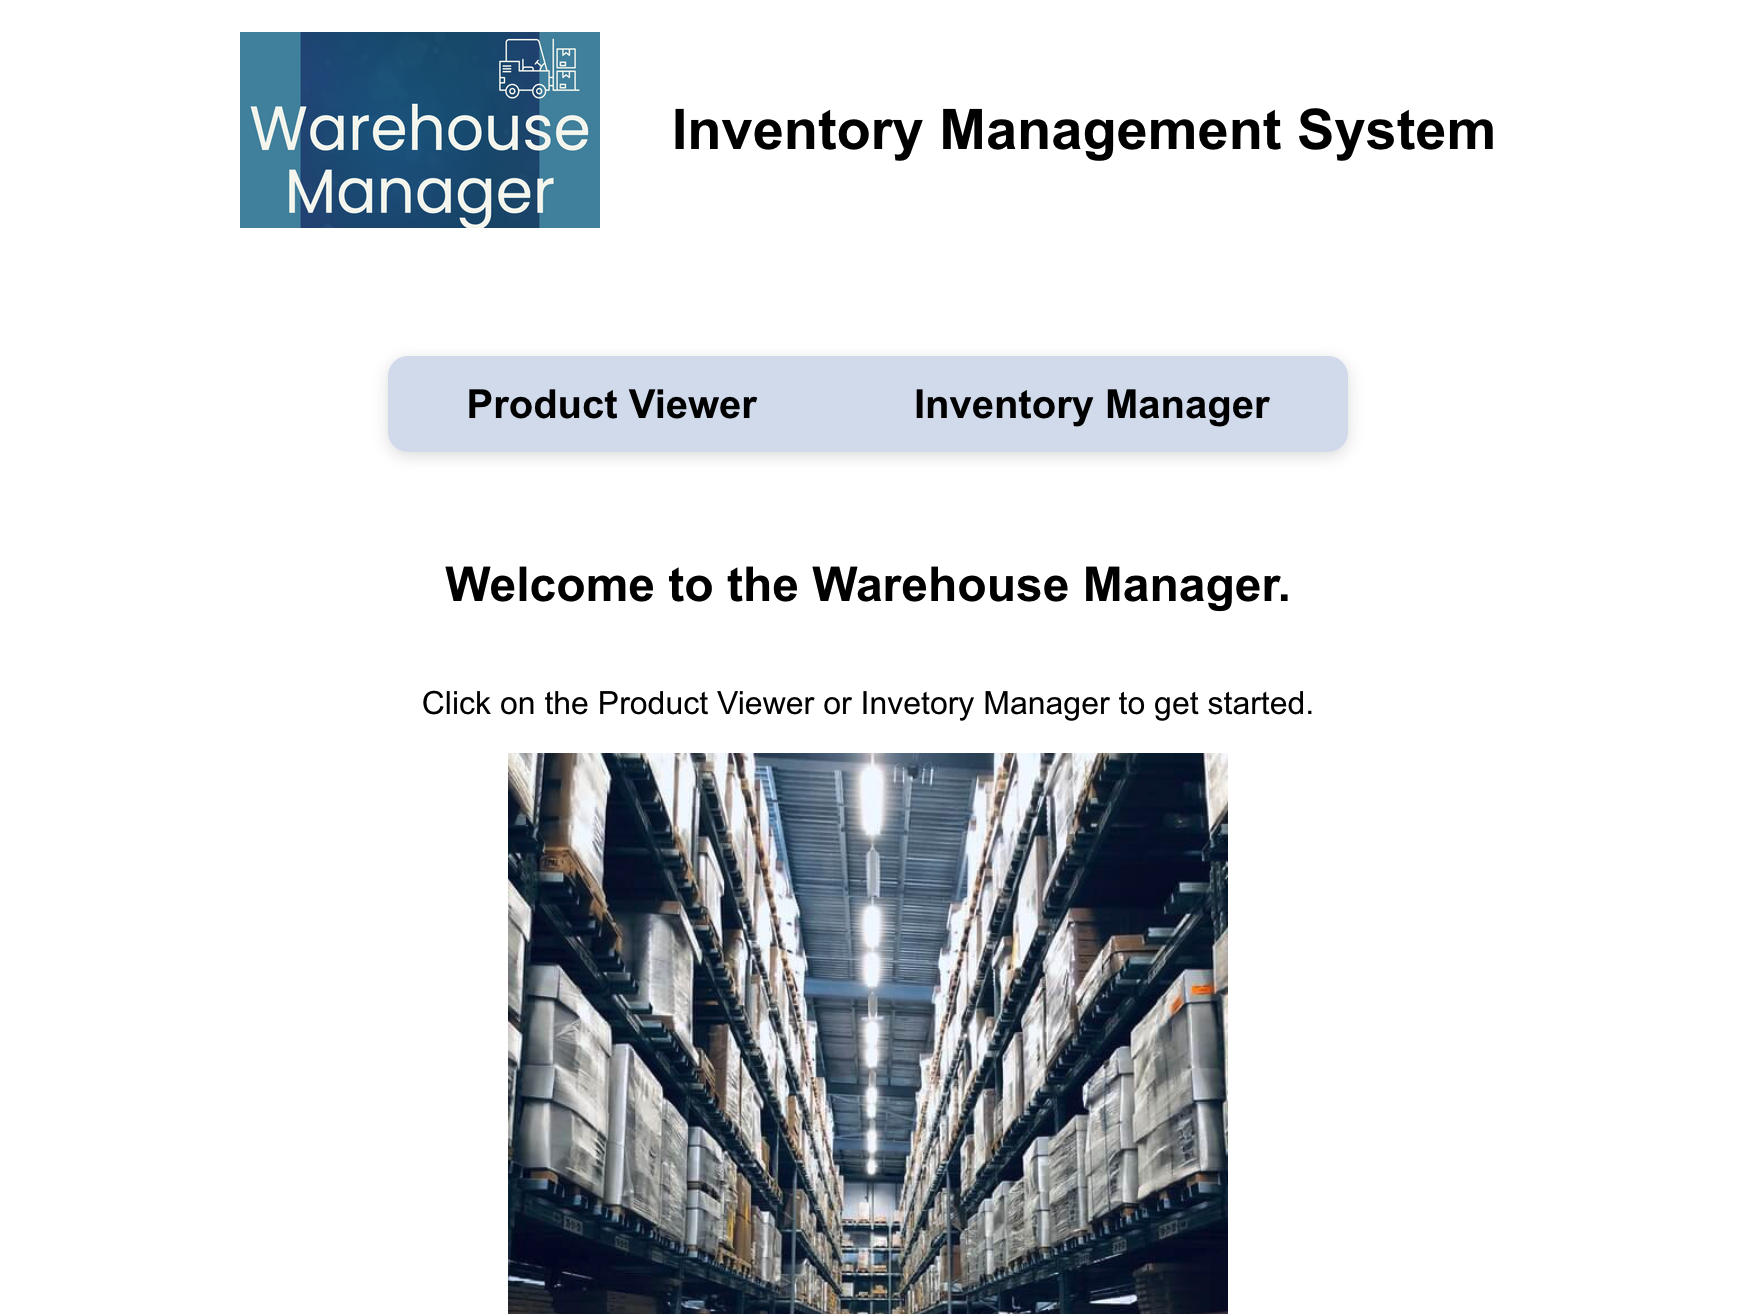 Warehouse
Manager
Inventory Management System
Product Viewer
Inventory Manager
Welcome to the Warehouse Manager.
Click on the Product Viewer or Invetory Manager to get started.